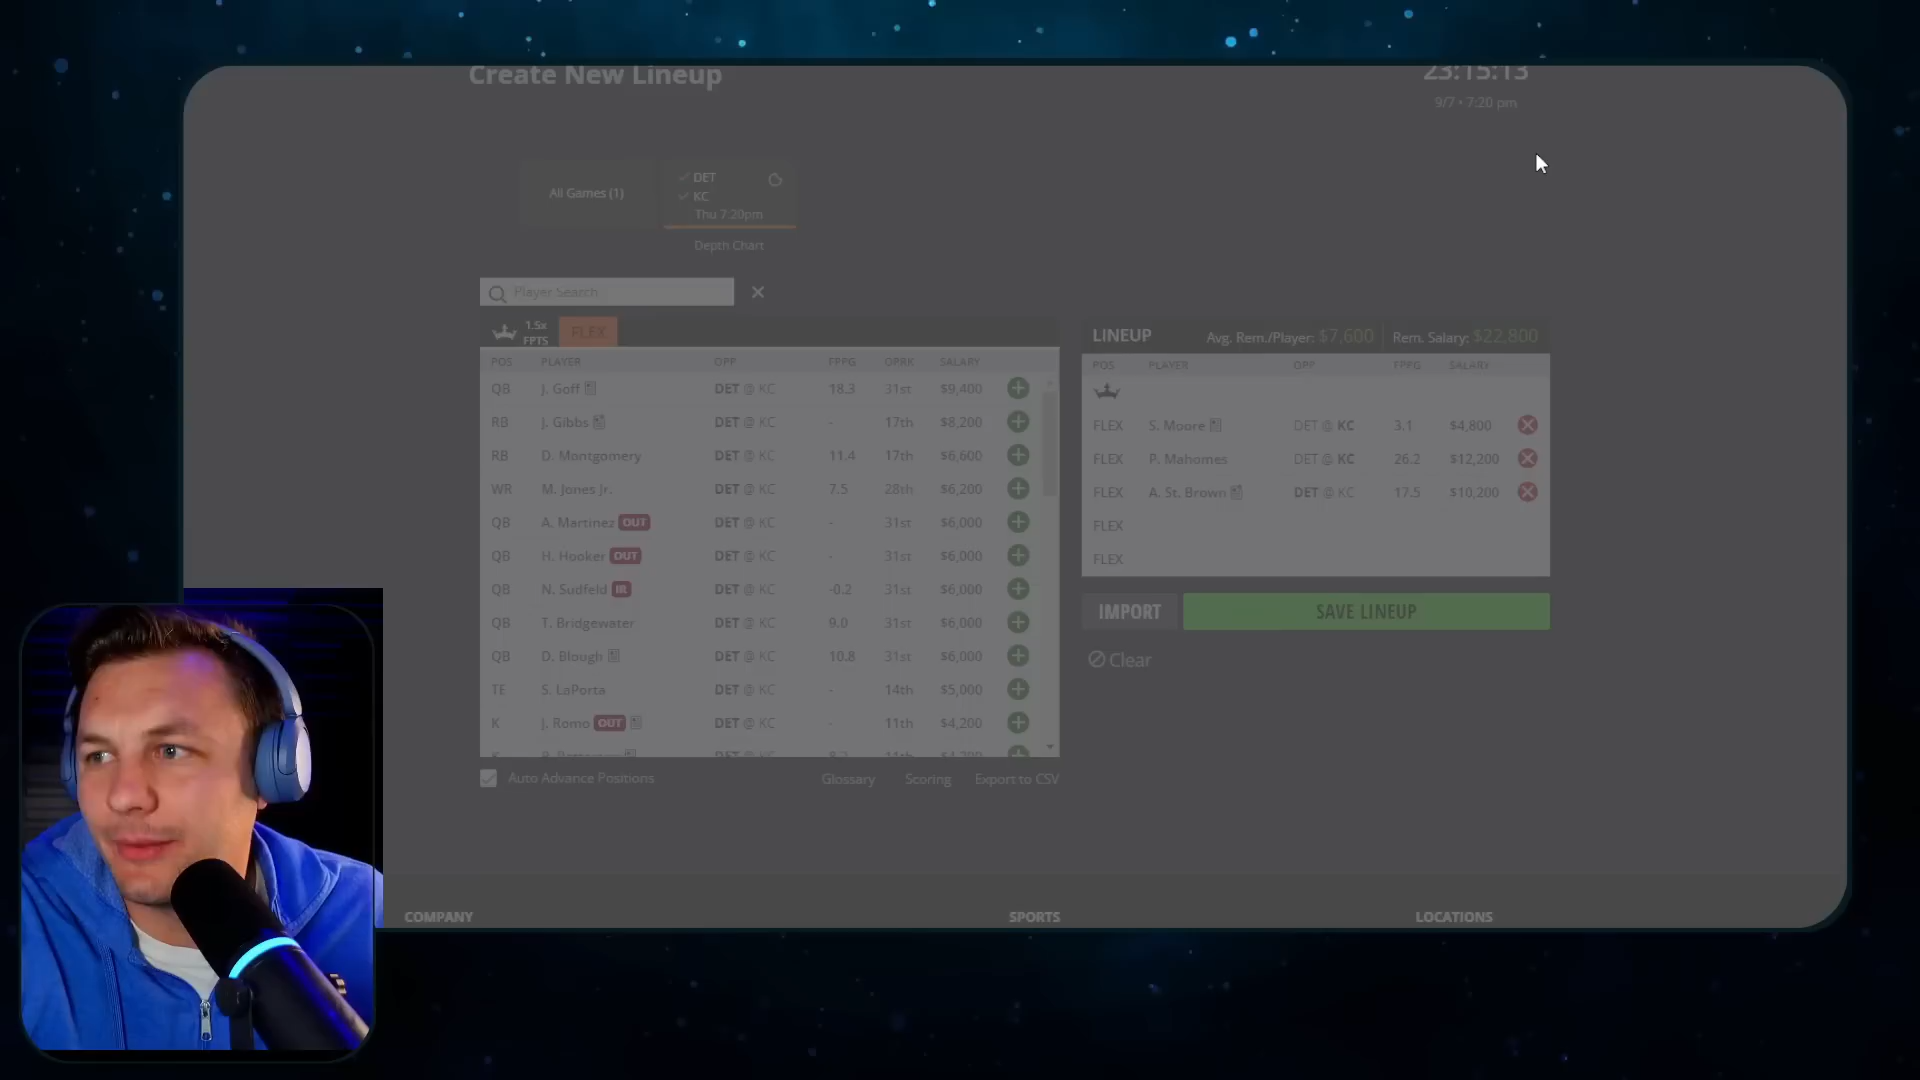 Create New Lineup
23:15:13
9/7 • 7:20 pm
All Games (1)
DET
KC
Thu 7:20pm
Depth Chart
Player Search
1.5x
FPTS
FLEX
POS PLAYER OPP FPPG OPRK SALARY
QB J. Goff DET @ KC 18.3 31st $9,400
RB J. Gibbs DET @ KC - 17th $8,200
RB D. Montgomery DET @ KC 11.4 17th $6,600
WR M. Jones Jr. DET @ KC 7.5 28th $6,200
QB A. Martinez OUT DET @ KC - 31st $6,000
QB H. Hooker OUT DET @ KC - 31st $6,000
QB N. Sudfeld IR DET @ KC -0.2 31st $6,000
QB T. Bridgewater DET @ KC 9.0 31st $6,000
QB D. Blough DET @ KC 10.8 31st $6,000
TE S. LaPorta DET @ KC - 14th $5,000
K J. Romo OUT DET @ KC - 11th $4,200
Auto Advance Positions
Glossary Scoring Export to CSV
LINEUP Avg. Rem./Player: $7,600 Rem. Salary: $22,800
POS PLAYER OPP FPPG SALARY
FLEX S. Moore DET @ KC 3.1 $4,800
FLEX P. Mahomes DET @ KC 26.2 $12,200
FLEX A. St. Brown DET @ KC 17.5 $10,200
FLEX
FLEX
IMPORT SAVE LINEUP
Clear
COMPANY SPORTS LOCATIONS